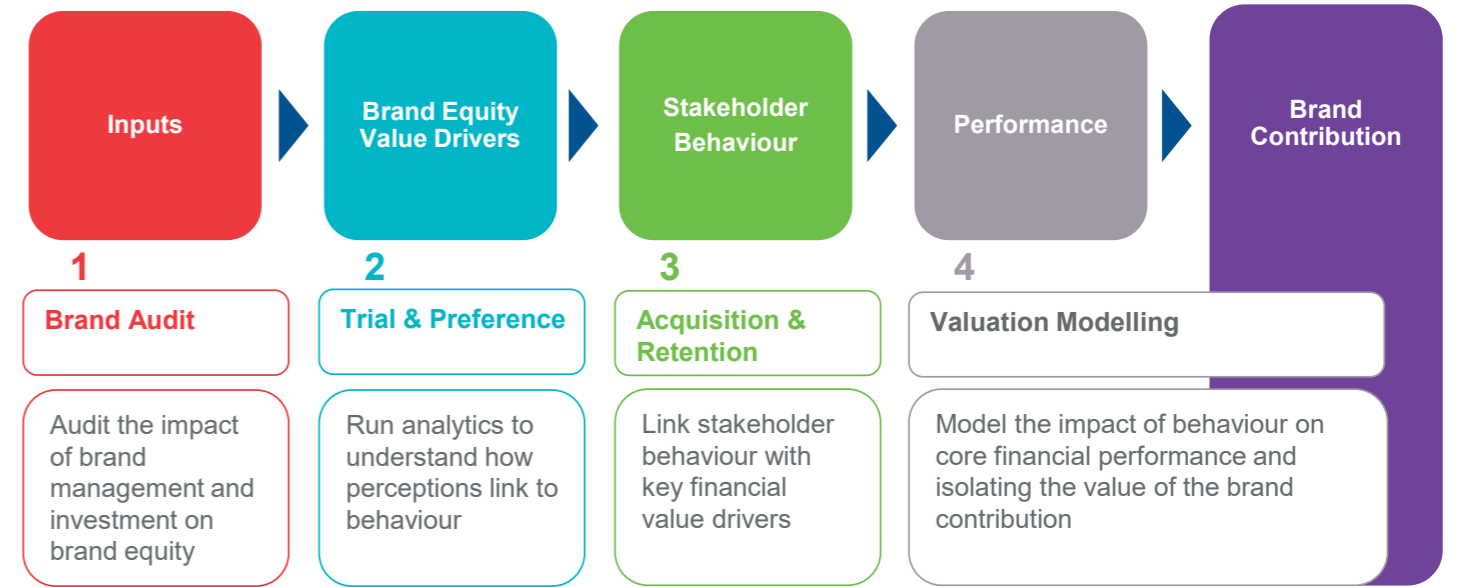 Inputs
Brand Equity
Value Drivers
Stakeholder
Behaviour
Performance
Brand
Contribution
1
Brand Audit
Audit the impact
of brand
management and
investment on
brand equity
2
Trial & Preference
Run analytics to
understand how
perceptions link to
behaviour
3
Acquisition &
Retention
Link stakeholder
behaviour with
key financial
value drivers
4
Valuation Modelling
Model the impact of behaviour on
core financial performance and
isolating the value of the brand
contribution